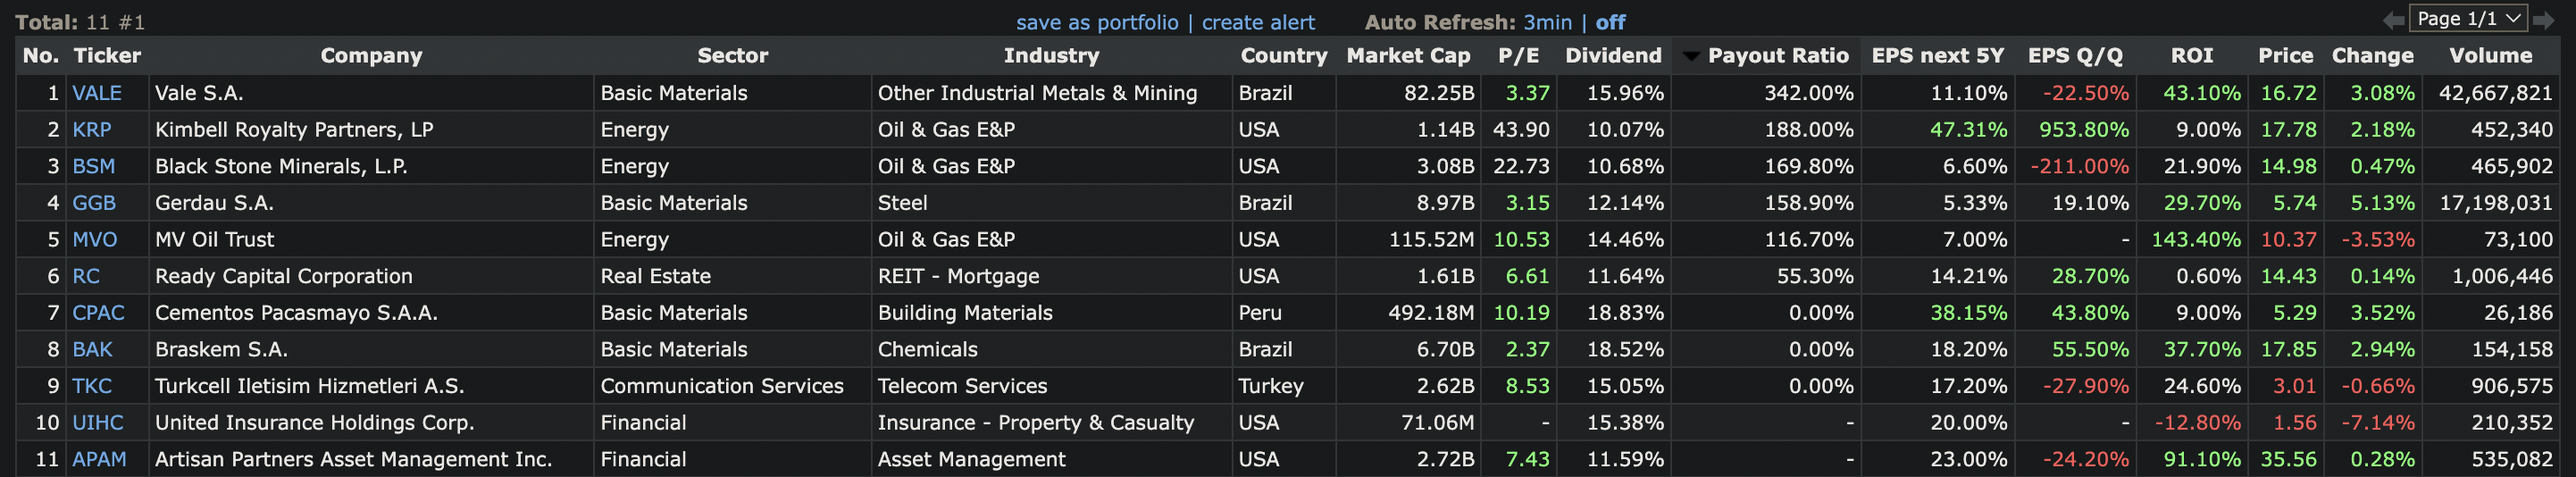 Total: 11 #1 save as portfolio | create alert Auto Refresh: 3min | off Page 1/1
No. Ticker Company Sector Industry Country Market Cap P/E Dividend Payout Ratio EPS next 5Y EPS Q/Q ROI Price Change Volume
1 VALE Vale S.A. Basic Materials Other Industrial Metals & Mining Brazil 82.25B 3.37 15.96% 342.00% 11.10% -22.50% 43.10% 16.72 3.08% 42,667,821
2 KRP Kimbell Royalty Partners, LP Energy Oil & Gas E&P USA 1.14B 43.90 10.07% 188.00% 47.31% 953.80% 9.00% 17.78 2.18% 452,340
3 BSM Black Stone Minerals, L.P. Energy Oil & Gas E&P USA 3.08B 22.73 10.68% 169.80% 6.60% -211.00% 21.90% 14.98 0.47% 465,902
4 GGB Gerdau S.A. Basic Materials Steel Brazil 8.97B 3.15 12.14% 158.90% 5.33% 19.10% 29.70% 5.74 5.13% 17,198,031
5 MVO MV Oil Trust Energy Oil & Gas E&P USA 115.52M 10.53 14.46% 116.70% 7.00% - 143.40% 10.37 -3.53% 73,100
6 RC Ready Capital Corporation Real Estate REIT - Mortgage USA 1.61B 6.61 11.64% 55.30% 14.21% 28.70% 0.60% 14.43 0.14% 1,006,446
7 CPAC Cementos Pacasmayo S.A.A. Basic Materials Building Materials Peru 492.18M 10.19 18.83% 0.00% 38.15% 43.80% 9.00% 5.29 3.52% 26,186
8 BAK Braskem S.A. Basic Materials Chemicals Brazil 6.70B 2.37 18.52% 0.00% 18.20% 55.50% 37.70% 17.85 2.94% 154,158
9 TKC Turkcell Iletisim Hizmetleri A.S. Communication Services Telecom Services Turkey 2.62B 8.53 15.05% 0.00% 17.20% -27.90% 24.60% 3.01 -0.66% 906,575
10 UIHC United Insurance Holdings Corp. Financial Insurance - Property & Casualty USA 71.06M - 15.38% - 20.00% - -12.80% 1.56 -7.14% 210,352
11 APAM Artisan Partners Asset Management Inc. Financial Asset Management USA 2.72B 7.43 11.59% - 23.00% -24.20% 91.10% 35.56 0.28% 535,082